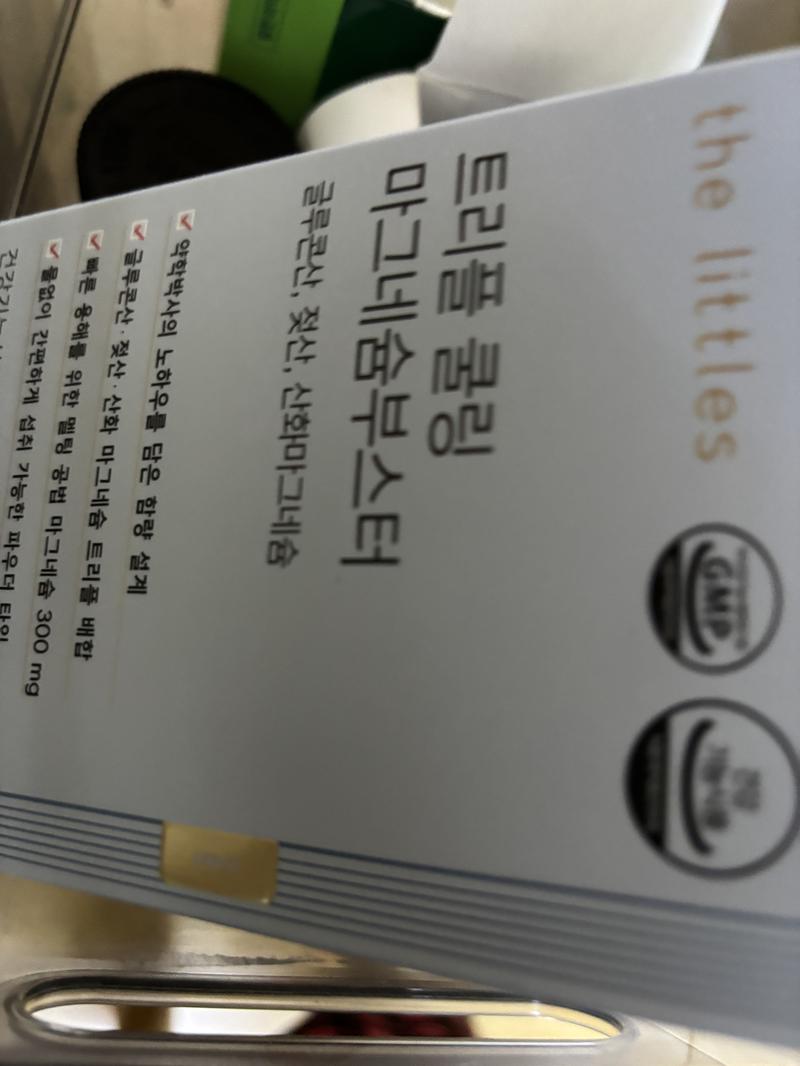 the littles
GMP
건강
기능식품
트리플 쿨링
마그네슘부스터
글루콘산, 젖산, 산화마그네슘
약학박사의 노하우를 담은 함량 설계
글루콘산 · 젖산 · 산화 마그네슘 트리플 배합
빠른 용해를 위한 멜팅 공법 마그네슘 300 mg
물없이 간편하게 섭취 가능한 파우더 타입